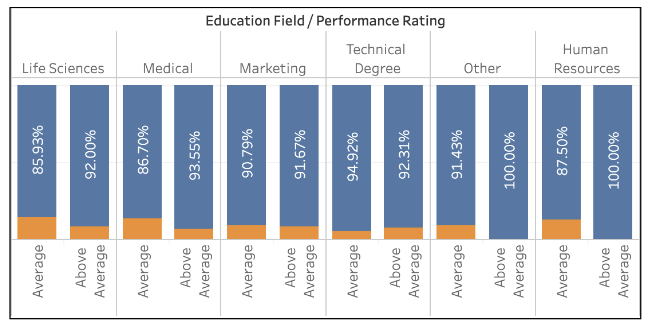 Education Field / Performance Rating
Life Sciences
Medical
Marketing
Technical
Degree
Other
Human
Resources
85.93%
92.00%
86.70%
93.55%
90.79%
91.67%
94.92%
92.31%
91.43%
100.00%
87.50%
100.00%
Average
Above
Average
Average
Above
Average
Average
Above
Average
Average
Above
Average
Average
Above
Average
Average
Above
Average